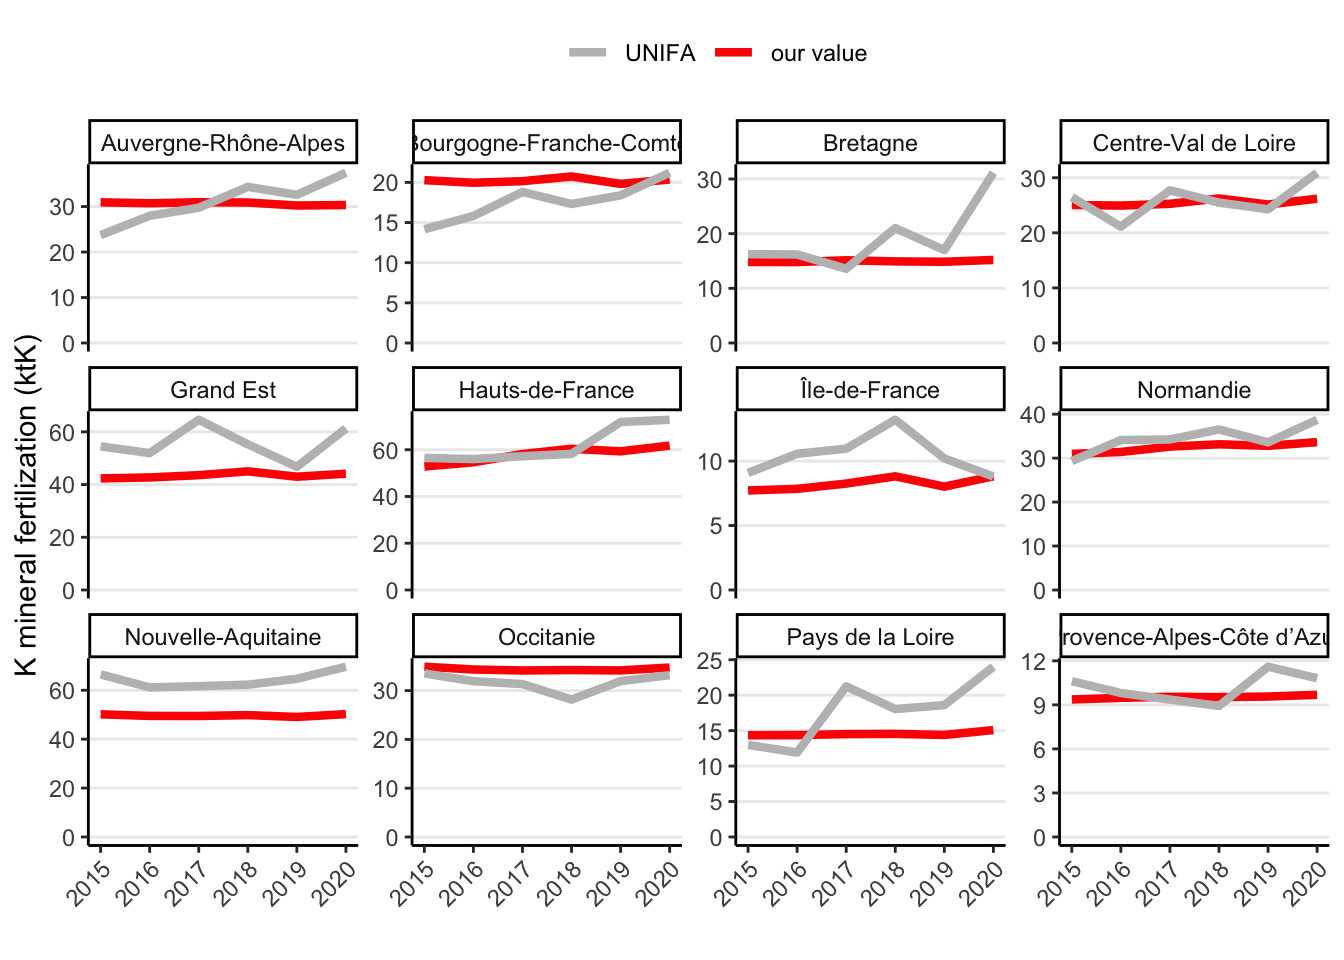 UNIFA our value
Auvergne-Rhône-Alpes
Bourgogne-Franche-Comté
Bretagne
Centre-Val de Loire
30
20
10
0
20
15
10
5
0
30
20
10
0
30
20
10
0
K mineral fertilization (ktK)
Grand Est
Hauts-de-France
Île-de-France
Normandie
60
40
20
0
60
40
20
0
10
5
0
40
30
20
10
0
Nouvelle-Aquitaine
Occitanie
Pays de la Loire
rovence-Alpes-Côte d’Azu
60
40
20
0
30
20
10
0
25
20
15
10
5
0
12
9
6
3
0
2015 2016 2017 2018 2019 2020
2015 2016 2017 2018 2019 2020
2015 2016 2017 2018 2019 2020
2015 2016 2017 2018 2019 2020